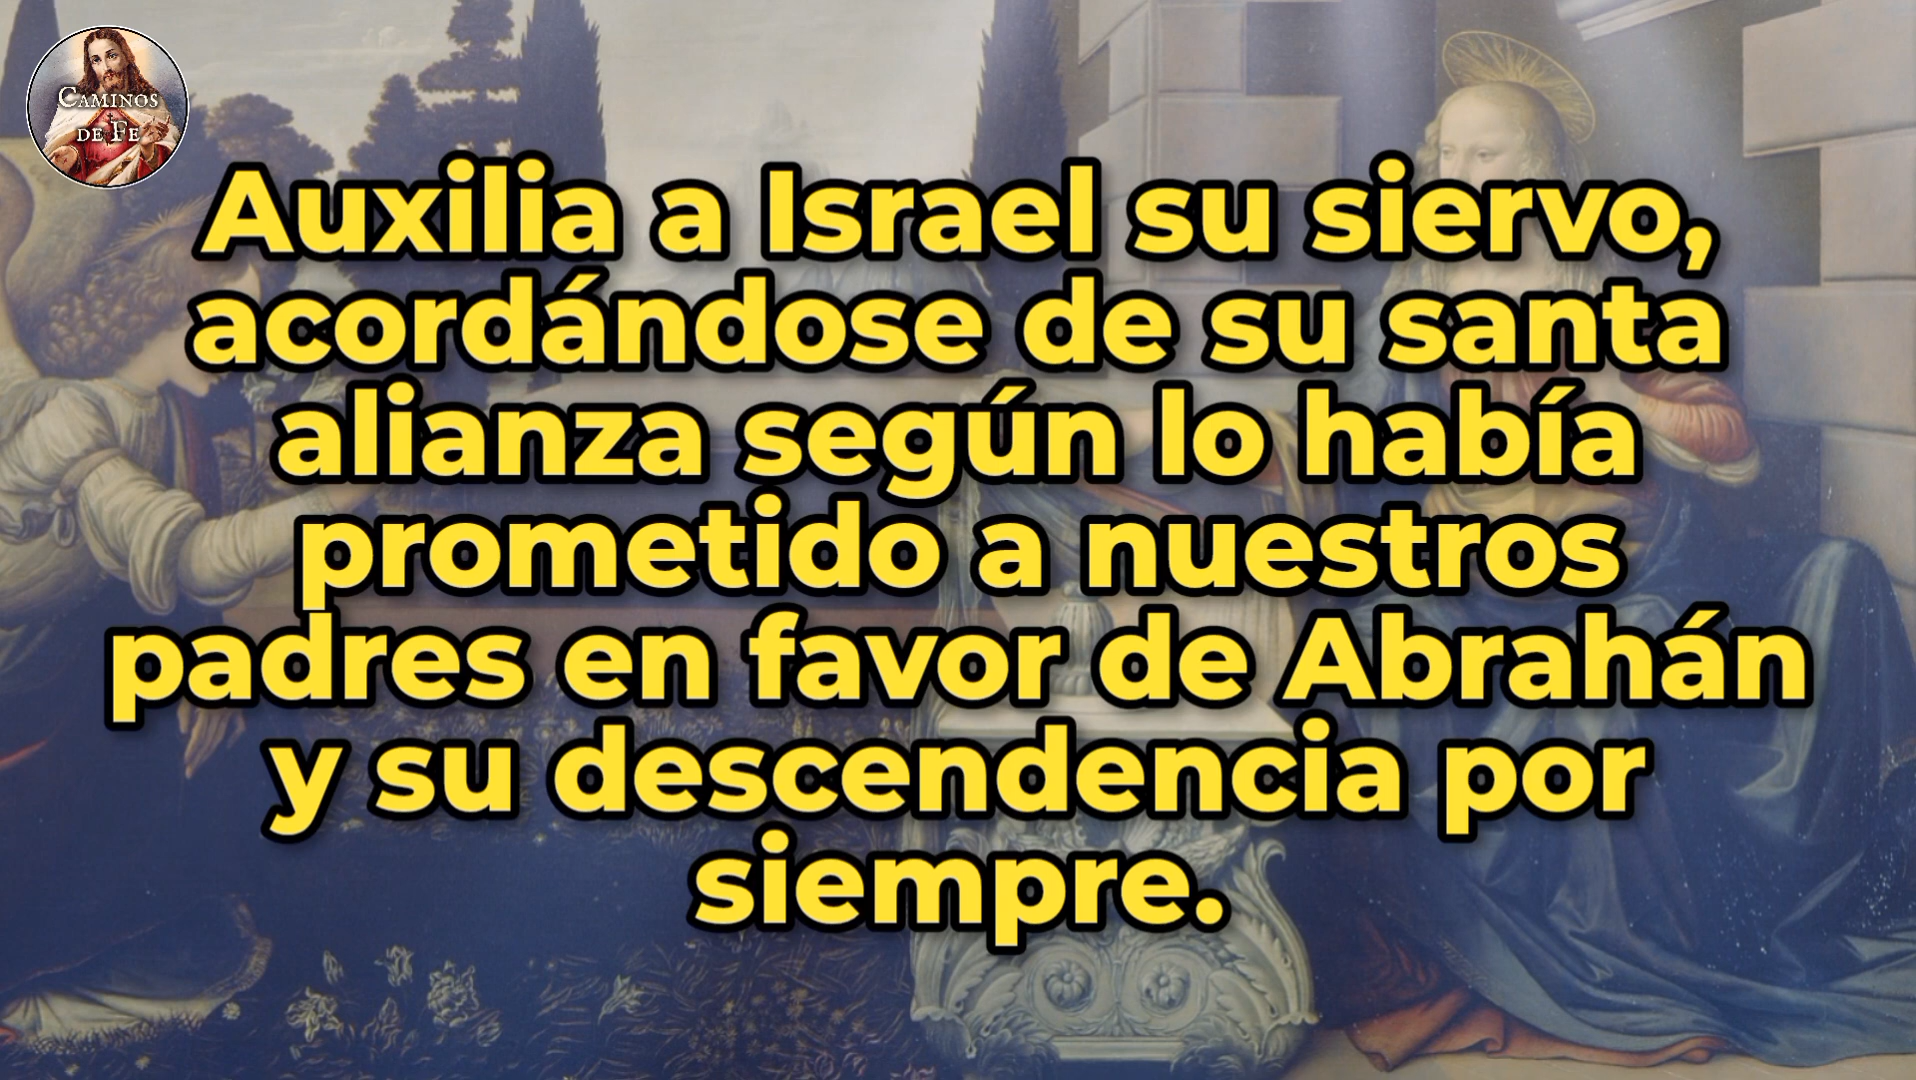 CAMINOS
DE FE
Auxilia a Israel su siervo,
acordándose de su santa
alianza según lo había
prometido a nuestros
padres en favor de Abrahán
y su descendencia por
siempre.